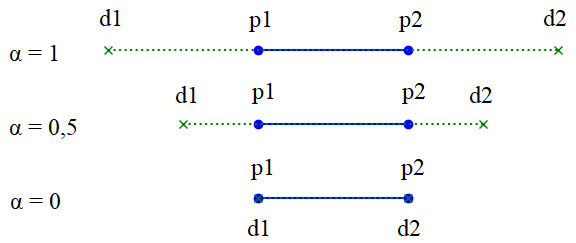 d1 p1 p2 d2
α = 1
d1 p1 p2 d2
α = 0,5
p1 p2
α = 0
d1 d2